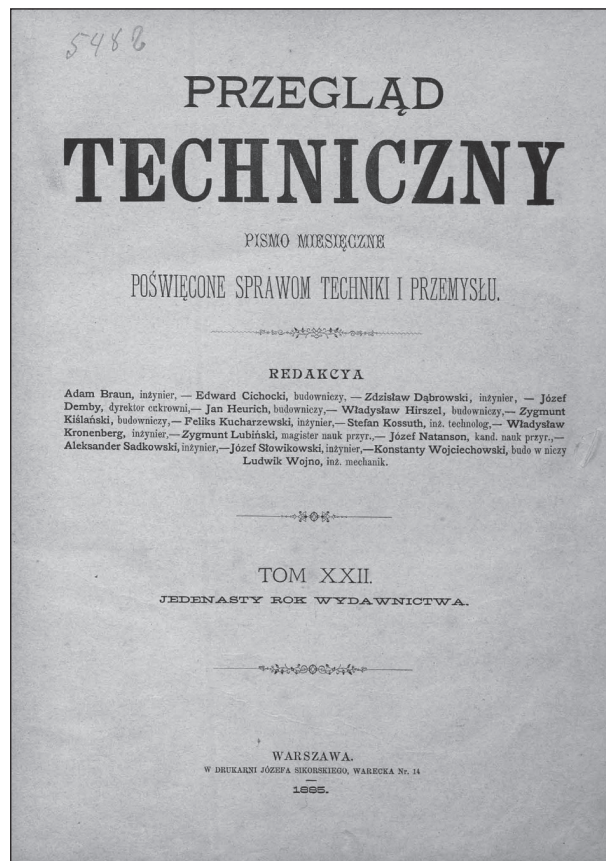 5482
PRZEGLĄD
TECHNICZNY
PISMO MIESIĘCZNE
POŚWIĘCONE SPRAWOM TECHNIKI I PRZEMYSŁU.
REDAKCYA
Adam Braun, inżynier, — Edward Cichocki, budowniczy, — Zdzisław Dąbrowski, inżynier, — Józef
Demby, dyrektor cukrowni,— Jan Heurich, budowniczy,— Władysław Hirszel, budowniczy,— Zygmunt
Kiślański, budowniczy,— Feliks Kucharzewski, inżynier,— Stefan Kossuth, inż. technolog,— Władysław
Kronenberg, inżynier,—Zygmunt Lubiński, magister nauk przyr.,— Józef Natanson, kand. nauk przyr.,—
Aleksander Sadkowski, inżynier,—Józef Słowikowski, inżynier,—Konstanty Wojciechowski, budo w niczy
Ludwik Wojno, inż. mechanik.
TOM XXII.
JEDENASTY ROK WYDAWNICTWA.
WARSZAWA.
W DRUKARNI JÓZEFA SIKORSKIEGO, WARECKA Nr. 14
1885.